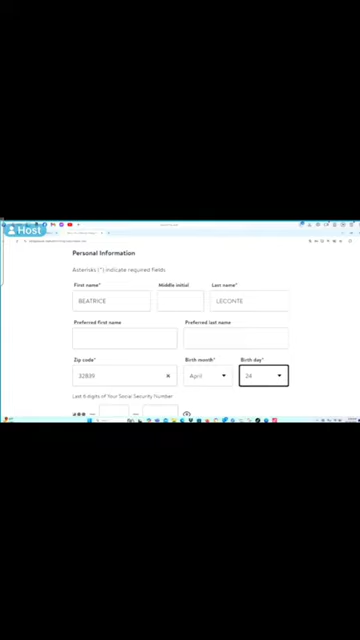 Host
Personal Information
Asterisks (*) indicate required fields
First name* Middle initial Last name*
BEATRICE LECONTE
Preferred first name Preferred last name
Zip code* Birth month* Birth day*
32839 April 24
Last 6 digits of Your Social Security Number